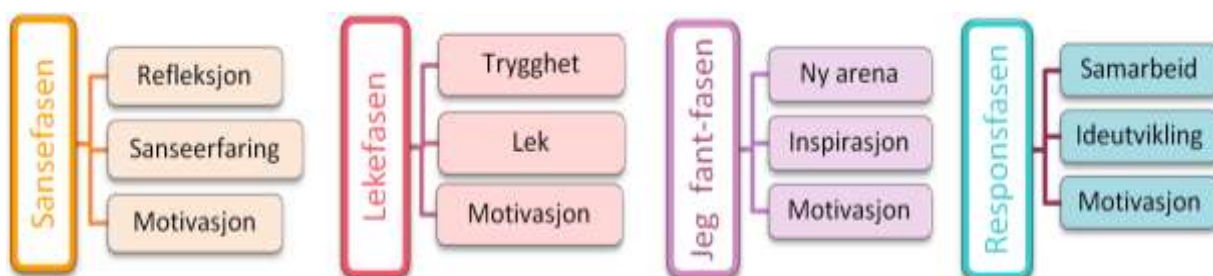 Sansefasen
Refleksjon
Sanseerfaring
Motivasjon
Lekefasen
Trygghet
Lek
Motivasjon
Jeg fant-fasen
Ny arena
Inspirasjon
Motivasjon
Responsfasen
Samarbeid
Ideutvikling
Motivasjon